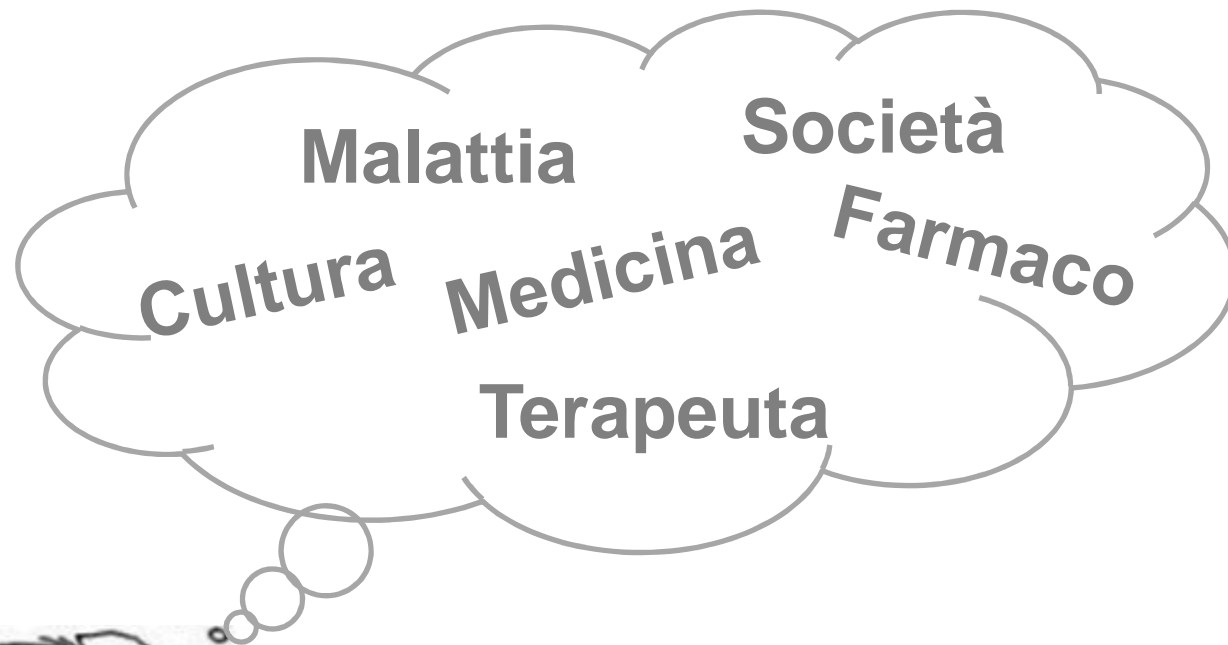 Malattia
Società
Cultura
Medicina
Farmaco
Terapeuta